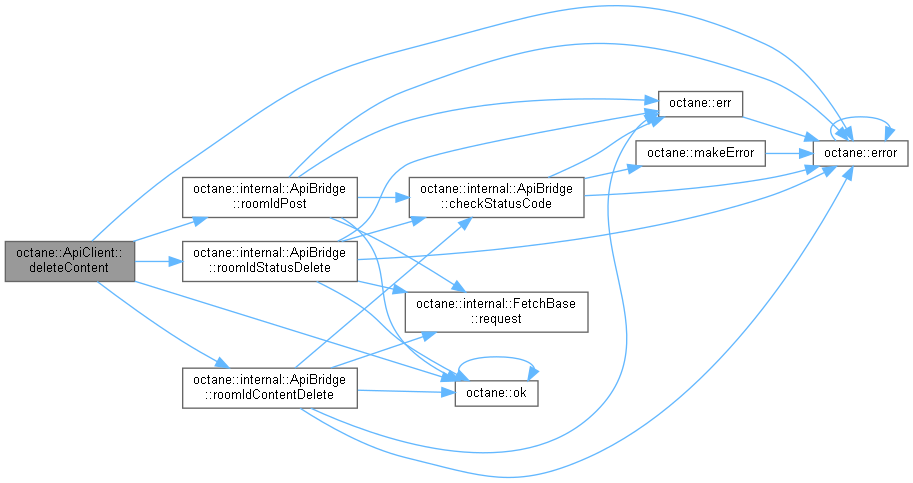 octane::ApiClient::
deleteContent
octane::internal::ApiBridge
::roomIdPost
octane::internal::ApiBridge
::roomIdStatusDelete
octane::internal::ApiBridge
::roomIdContentDelete
octane::internal::ApiBridge
::checkStatusCode
octane::internal::FetchBase
::request
octane::ok
octane::err
octane::makeError
octane::error